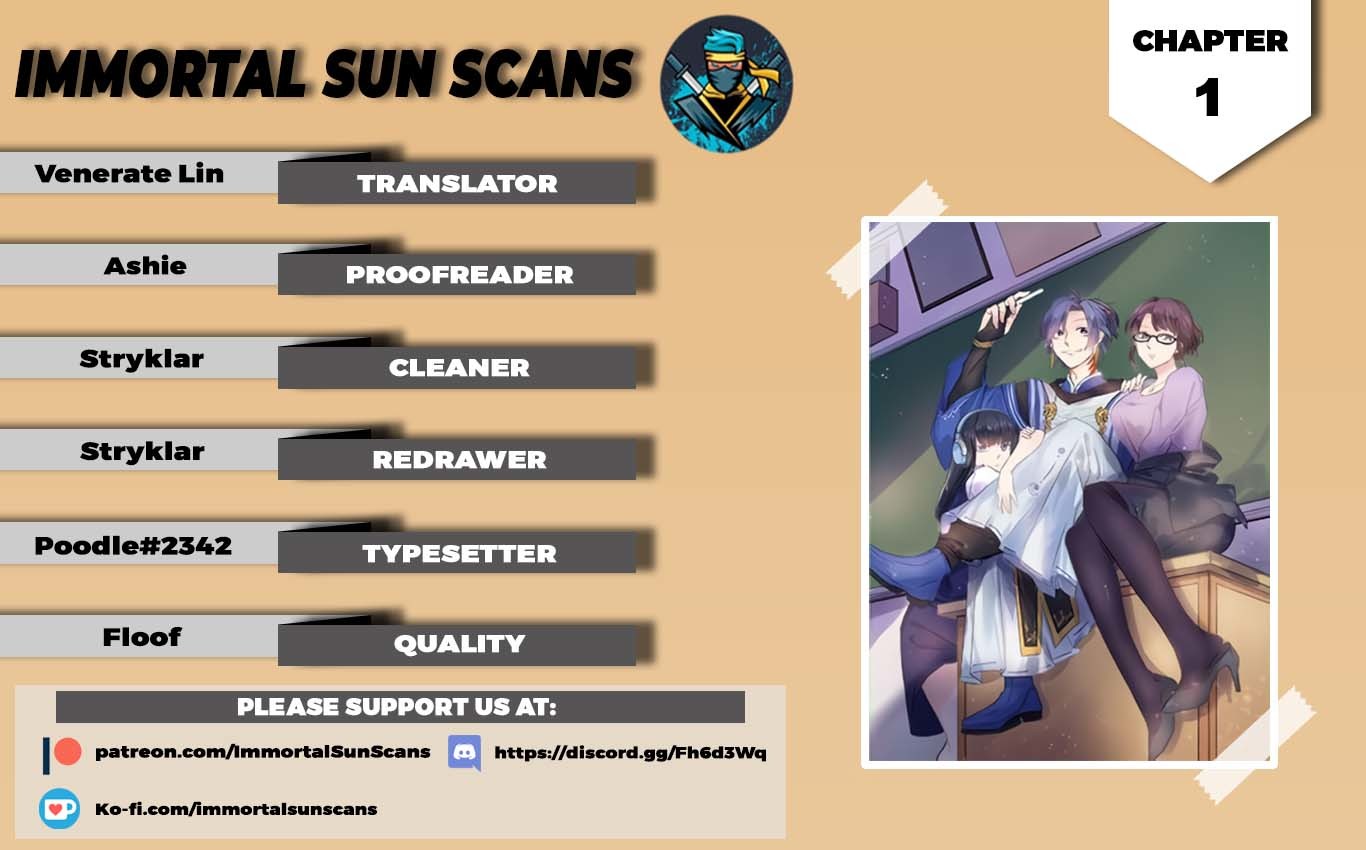 IMMORTAL SUN SCANS
CHAPTER
1
Venerate Lin
TRANSLATOR
Ashie
PROOFREADER
Stryklar
CLEANER
Stryklar
REDRAWER
Poodle#2342
TYPESETTER
Floof
QUALITY
PLEASE SUPPORT US AT:
patreon.com/ImmortalSunScans
https://discord.gg/Fh6d3Wq
Ko-fi.com/immortalsunscans